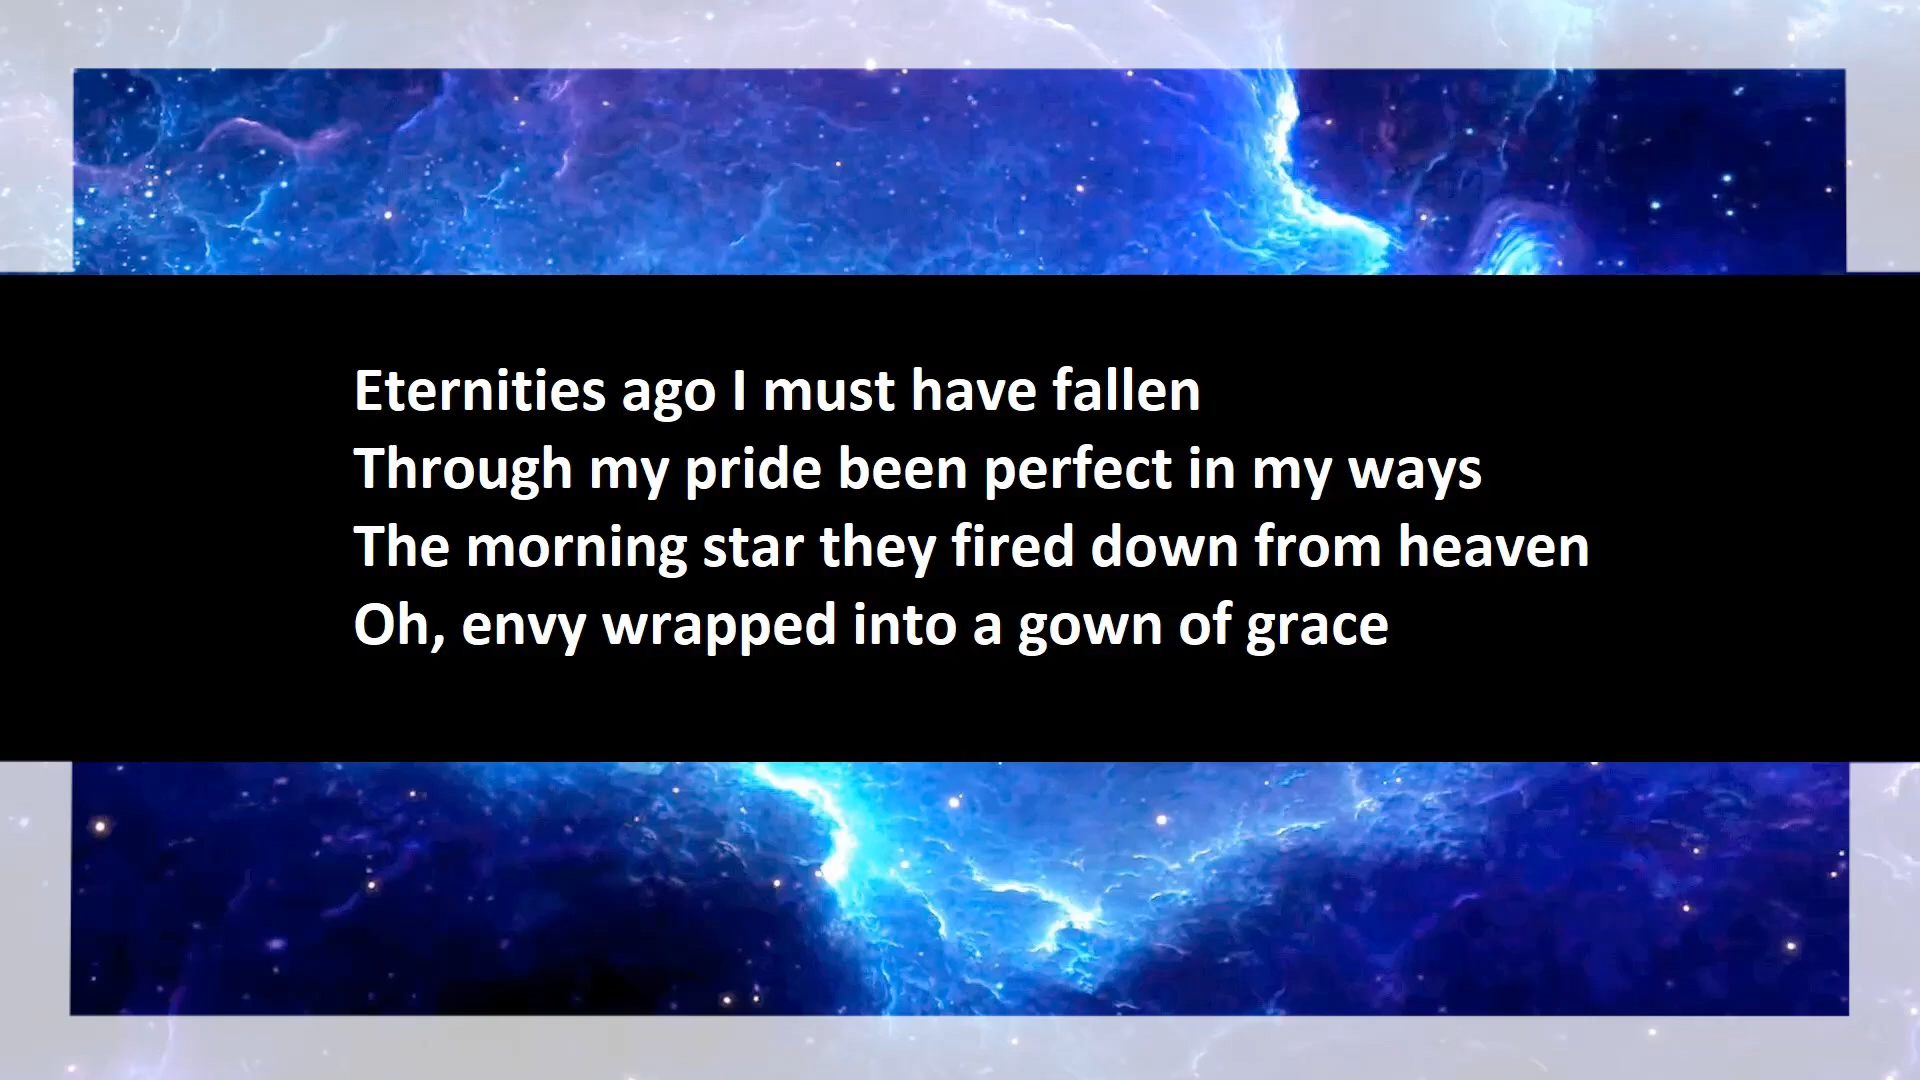 Eternities ago I must have fallen
Through my pride been perfect in my ways
The morning star they fired down from heaven
Oh, envy wrapped into a gown of grace